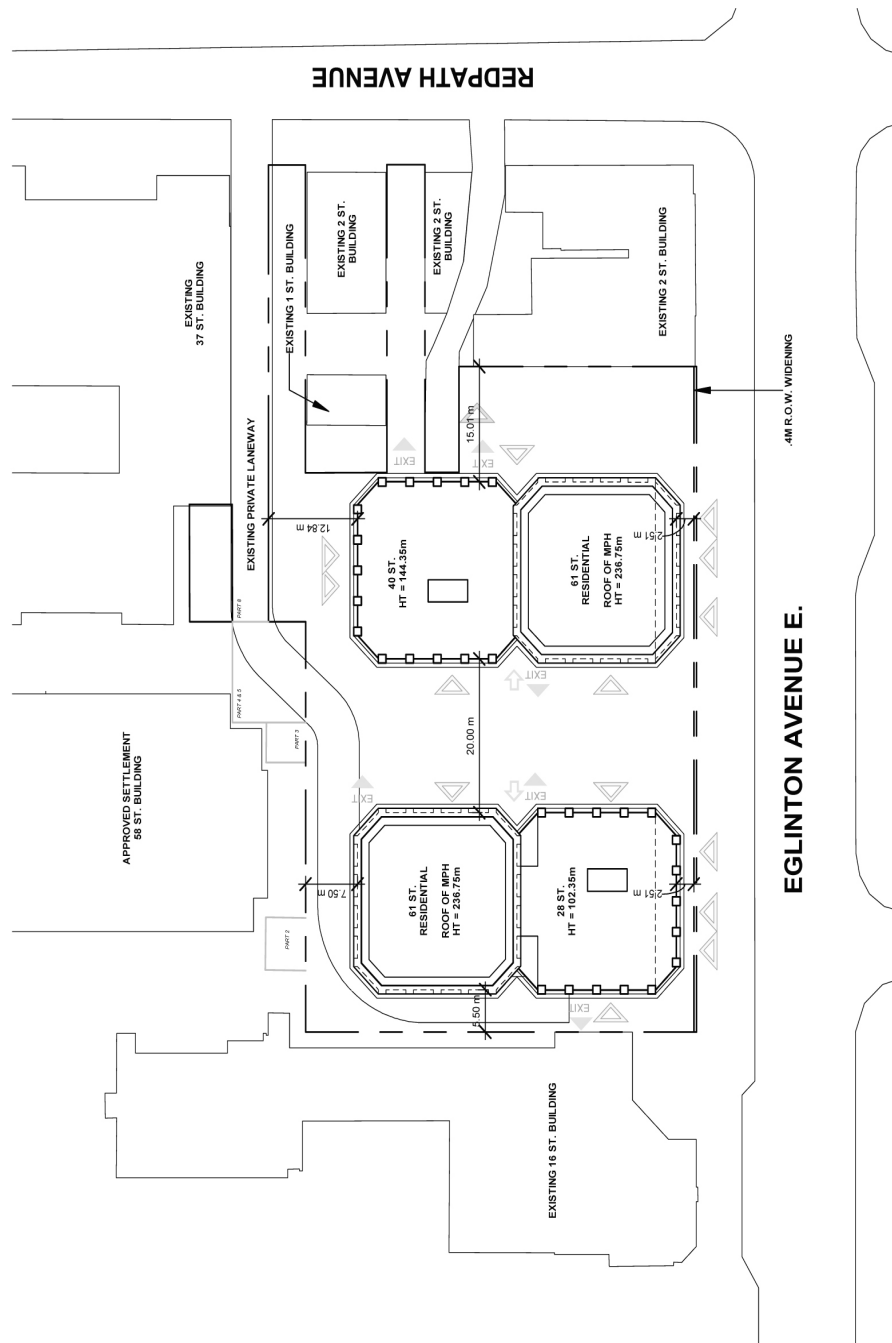 REDPATH AVENUE
EXISTING
37 ST. BUILDING
EXISTING 1 ST. BUILDING
EXISTING 2 ST.
BUILDING
EXISTING 2 ST.
BUILDING
EXISTING 2 ST. BUILDING
EXISTING PRIVATE LANEWAY
.4M R.O.W. WIDENING
15.01 m
EXIT
EXIT
12.84 m
40 ST.
HT = 144.35m
61 ST.
RESIDENTIAL
ROOF OF MPH
HT = 236.75m
2.51 m
PART 8
PART 4 & 5
PART 3
EXIT
20.00 m
EXIT
EXIT
APPROVED SETTLEMENT
58 ST. BUILDING
7.50 m
61 ST.
RESIDENTIAL
ROOF OF MPH
HT = 236.75m
28 ST.
HT = 102.35m
2.51 m
PART 2
5.50 m
EXIT
EXISTING 16 ST. BUILDING
EGLINTON AVENUE E.